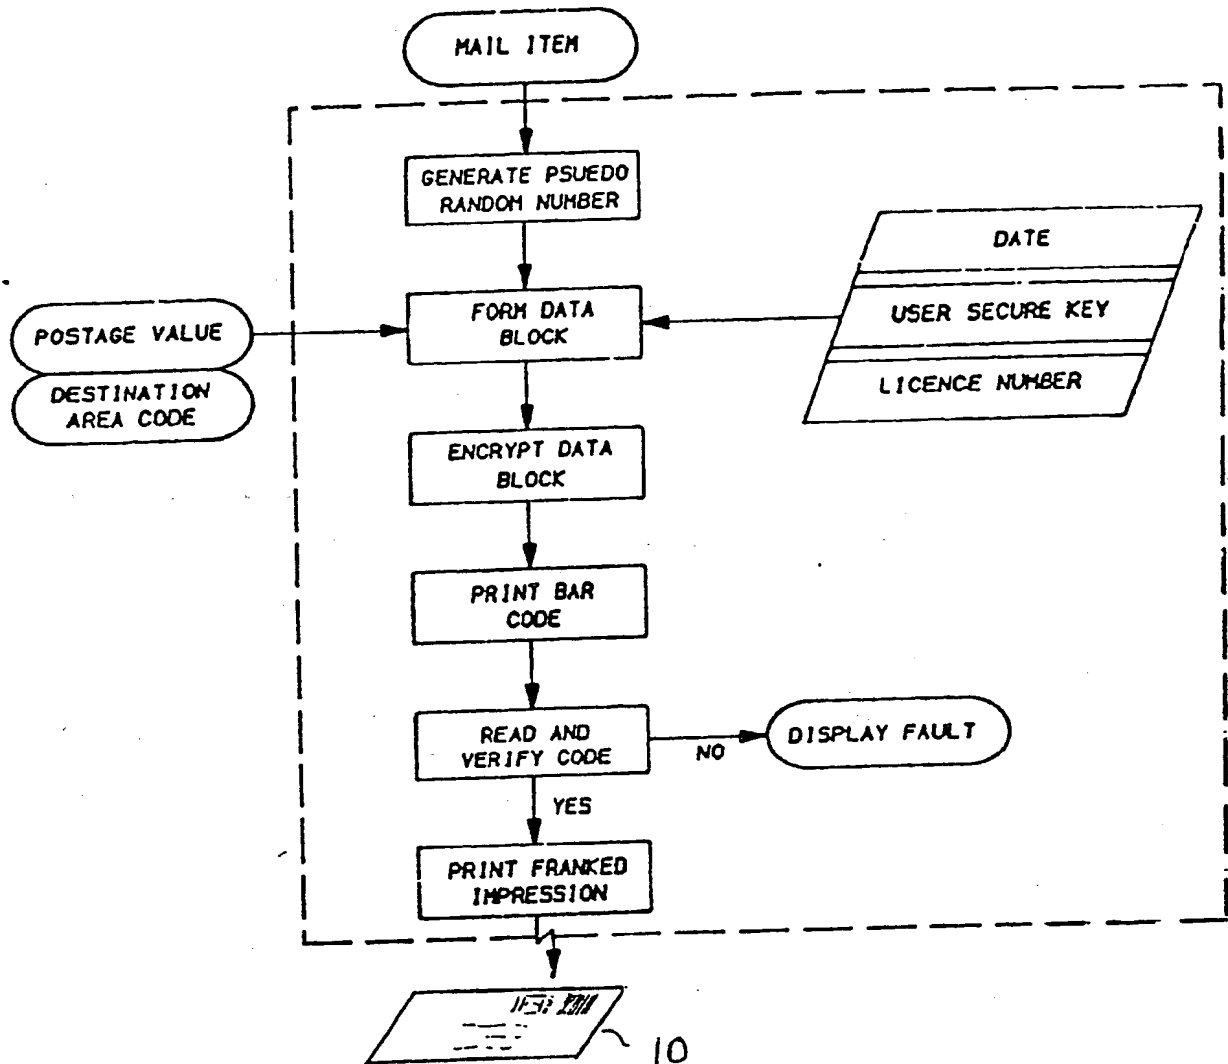 MAIL ITEM
GENERATE PSUEDO
RANDOM NUMBER
DATE
FORM DATA
BLOCK
USER SECURE KEY
POSTAGE VALUE
LICENCE NUMBER
DESTINATION
AREA CODE
ENCRYPT DATA
BLOCK
PRINT BAR
CODE
READ AND
VERIFY CODE
NO
DISPLAY FAULT
YES
PRINT FRANKED
IMPRESSION
10